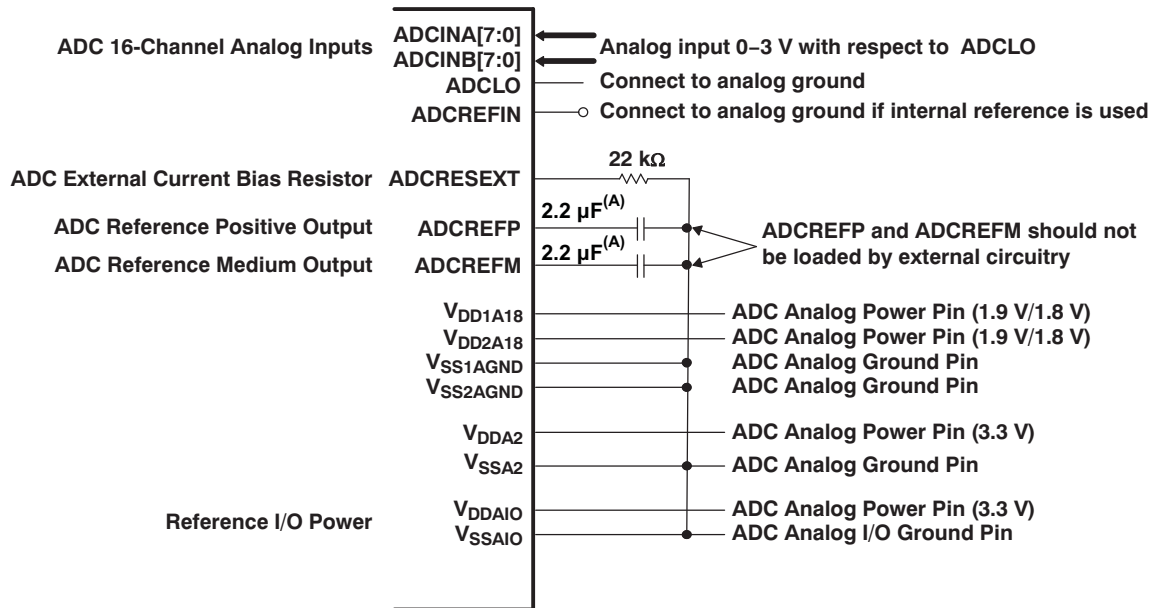 ADC 16-Channel Analog Inputs
ADCINA[7:0]
ADCINB[7:0]
Analog input 0–3 V with respect to ADCLO
ADCLO
Connect to analog ground
ADCREFIN
Connect to analog ground if internal reference is used
22 kΩ
ADC External Current Bias Resistor ADCRESEXT
ADC Reference Positive Output ADCREFP 2.2 µF(A)
ADC Reference Medium Output ADCREFM 2.2 µF(A)
ADCREFP and ADCREFM should not
be loaded by external circuitry
VDD1A18 ADC Analog Power Pin (1.9 V/1.8 V)
VDD2A18 ADC Analog Power Pin (1.9 V/1.8 V)
VSS1AGND ADC Analog Ground Pin
VSS2AGND ADC Analog Ground Pin
VDDA2 ADC Analog Power Pin (3.3 V)
VSSA2 ADC Analog Ground Pin
Reference I/O Power
VDDAIO ADC Analog Power Pin (3.3 V)
VSSAIO ADC Analog I/O Ground Pin